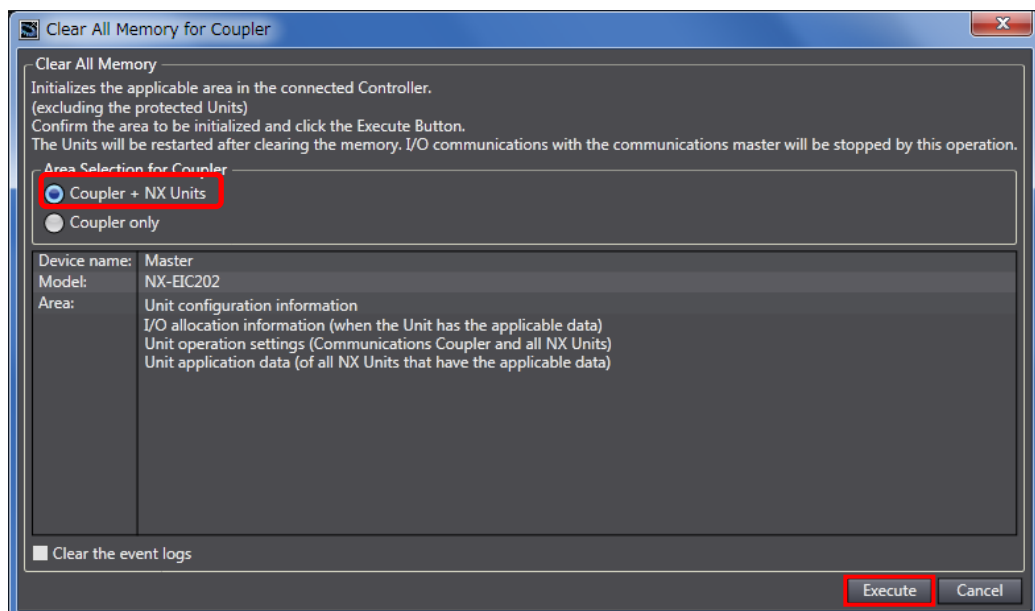 Clear All Memory for Coupler
Clear All Memory
Initializes the applicable area in the connected Controller.
(excluding the protected Units)
Confirm the area to be initialized and click the Execute Button.
The Units will be restarted after clearing the memory. I/O communications with the communications master will be stopped by this operation.
Area Selection for Coupler
Coupler + NX Units
Coupler only
Device name: Master
Model: NX-EIC202
Area: Unit configuration information
I/O allocation information (when the Unit has the applicable data)
Unit operation settings (Communications Coupler and all NX Units)
Unit application data (of all NX Units that have the applicable data)
Clear the event logs
Execute Cancel